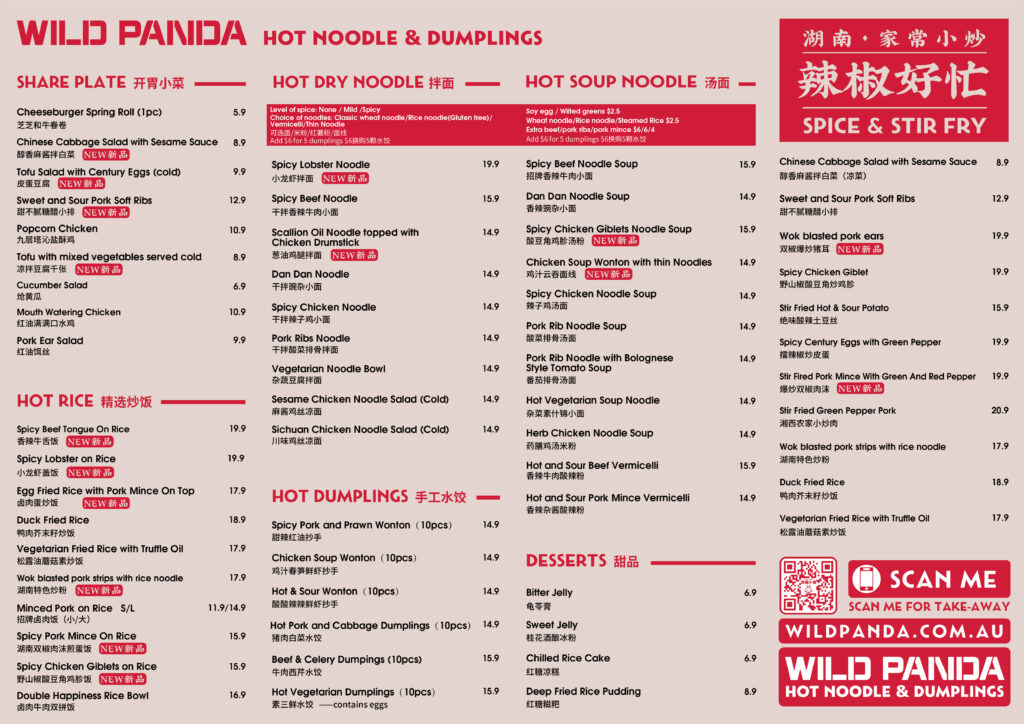 WILD PANDA HOT NOODLE & DUMPLINGS
SHARE PLATE 开胃小菜
Cheeseburger Spring Roll (1pc) 5.9
芝芝和牛春卷
Chinese Cabbage Salad with Sesame Sauce 8.9
醇香麻酱拌白菜 NEW新品
Tofu Salad with Century Eggs (cold) 9.9
皮蛋豆腐 NEW新品
Sweet and Sour Pork Soft Ribs 12.9
甜不腻糖醋小排 NEW新品
Popcorn Chicken 10.9
九层塔沁盐酥鸡
Tofu with mixed vegetables served cold 8.9
凉拌豆腐千张 NEW新品
Cucumber Salad 6.9
炝黄瓜
Mouth Watering Chicken 10.9
红油满满口水鸡
Pork Ear Salad 9.9
红油饵丝
HOT RICE 精选炒饭
Spicy Beef Tongue On Rice 19.9
香辣牛舌饭 NEW新品
Spicy Lobster on Rice 19.9
小龙虾盖饭 NEW新品
Egg Fried Rice with Pork Mince On Top 17.9
卤肉蛋炒饭 NEW新品
Duck Fried Rice 18.9
鸭肉芥末籽炒饭
Vegetarian Fried Rice with Truffle Oil 17.9
松露油蘑菇素炒饭
Wok blasted pork strips with rice noodle 17.9
湖南特色炒粉 NEW新品
Minced Pork on Rice S/L 11.9/14.9
招牌卤肉饭（小/大）
Spicy Pork Mince On Rice 15.9
湖南双椒肉沫煎蛋饭 NEW新品
Spicy Chicken Giblets on Rice 15.9
野山椒酸豆角鸡胗饭 NEW新品
Double Happiness Rice Bowl 16.9
卤肉牛肉双拼饭
HOT DRY NOODLE 拌面
Level of spice: None / Mild /Spicy
Choice of noodles: Classic wheat noodle/Rice noodle(Gluten free)/
Vermicelli/Thin Noodle
可选面/米粉/红薯粉/面线
Add $6 for 5 dumplings $6换购5颗水饺
Spicy Lobster Noodle 19.9
小龙虾拌面 NEW新品
Spicy Beef Noodle 15.9
干拌香辣牛肉小面
Scallion Oil Noodle topped with
Chicken Drumstick 14.9
葱油鸡腿拌面 NEW新品
Dan Dan Noodle 14.9
干拌豌杂小面
Spicy Chicken Noodle 14.9
干拌辣子鸡小面
Pork Ribs Noodle 14.9
干拌酸菜排骨拌面
Vegetarian Noodle Bowl 14.9
杂蔬豆腐拌面
Sesame Chicken Noodle Salad (Cold) 14.9
麻酱鸡丝凉面
Sichuan Chicken Noodle Salad (Cold) 14.9
川味鸡丝凉面
HOT DUMPLINGS 手工水饺
Spicy Pork and Prawn Wonton（10pcs） 14.9
甜辣红油抄手
Chicken Soup Wonton（10pcs） 14.9
鸡汁春笋鲜虾抄手
Hot & Sour Wonton（10pcs） 14.9
酸酸辣辣鲜虾抄手
Hot Pork and Cabbage Dumplings（10pcs） 14.9
猪肉白菜水饺
Beef & Celery Dumpings (10pcs) 15.9
牛肉西芹水饺
Hot Vegetarian Dumplings（10pcs） 15.9
素三鲜水饺 ——contains eggs
HOT SOUP NOODLE 汤面
Soy egg / Wilted greens $2.5
Wheat noodle/Rice noodle/Steamed Rice $2.5
Extra beef/pork ribs/pork mince $6/6/4
Add $6 for 5 dumplings $6换购5颗水饺
Spicy Beef Noodle Soup 15.9
招牌香辣牛肉小面
Dan Dan Noodle Soup 14.9
香辣豌杂小面
Spicy Chicken Giblets Noodle Soup 15.9
酸豆角鸡胗汤粉 NEW新品
Chicken Soup Wonton with thin Noodles 14.9
鸡汁云吞面线 NEW新品
Spicy Chicken Noodle Soup 14.9
辣子鸡汤面
Pork Rib Noodle Soup 14.9
酸菜排骨汤面
Pork Rib Noodle with Bolognese 14.9
Style Tomato Soup
番茄排骨汤面
Hot Vegetarian Soup Noodle 14.9
杂菜素什锦小面
Herb Chicken Noodle Soup 14.9
药膳鸡汤米粉
Hot and Sour Beef Vermicelli 15.9
香辣牛肉酸辣粉
Hot and Sour Pork Mince Vermicelli 14.9
香辣杂酱酸辣粉
DESSERTS 甜品
Bitter Jelly 6.9
龟苓膏
Sweet Jelly 6.9
桂花酒酿冰粉
Chilled Rice Cake 6.9
红糖凉糕
Deep Fried Rice Pudding 8.9
红糖糍粑
湖南·家常小炒
辣椒好忙
SPICE & STIR FRY
Chinese Cabbage Salad with Sesame Sauce 8.9
醇香麻酱拌白菜（凉菜）
Sweet and Sour Pork Soft Ribs 12.9
甜不腻糖醋小排
Wok blasted pork ears 19.9
双椒爆炒猪耳 NEW新品
Spicy Chicken Giblet 19.9
野山椒酸豆角炒鸡胗
Stir Fried Hot & Sour Potato 15.9
绝味酸辣土豆丝
Spicy Century Eggs with Green Pepper 19.9
擂辣椒炒皮蛋
Stir Fired Pork Mince With Green And Red Pepper 19.9
爆炒双椒肉沫 NEW新品
Stir Fried Green Pepper Pork 20.9
湘西农家小炒肉
Wok blasted pork strips with rice noodle 17.9
湖南特色炒粉
Duck Fried Rice 18.9
鸭肉芥末籽炒饭
Vegetarian Fried Rice with Truffle Oil 17.9
松露油蘑菇素炒饭
SCAN ME
SCAN ME FOR TAKE-AWAY
WILDPANDA.COM.AU
WILD PANDA
HOT NOODLE & DUMPLINGS